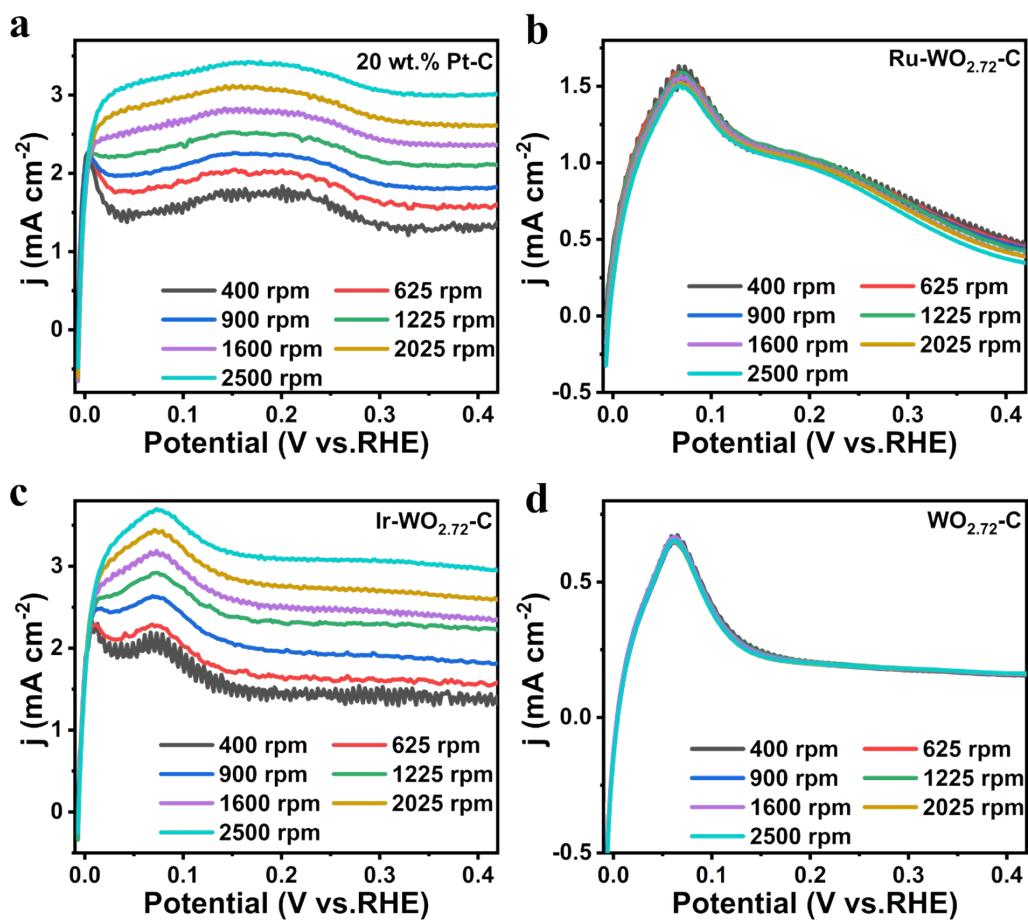 a
20 wt.% Pt-C
j (mA cm-2)
3
2
1
0
400 rpm 625 rpm
900 rpm 1225 rpm
1600 rpm 2025 rpm
2500 rpm
0.0 0.1 0.2 0.3 0.4
Potential (V vs.RHE)
b
Ru-WO2.72-C
j (mA cm-2)
1.5
1.0
0.5
0.0
-0.5
400 rpm 625 rpm
900 rpm 1225 rpm
1600 rpm 2025 rpm
2500 rpm
0.0 0.1 0.2 0.3 0.4
Potential (V vs.RHE)
c
Ir-WO2.72-C
j (mA cm-2)
3
2
1
0
400 rpm 625 rpm
900 rpm 1225 rpm
1600 rpm 2025 rpm
2500 rpm
0.0 0.1 0.2 0.3 0.4
Potential (V vs.RHE)
d
WO2.72-C
j (mA cm-2)
0.5
0.0
-0.5
400 rpm 625 rpm
900 rpm 1225 rpm
1600 rpm 2025 rpm
2500 rpm
0.0 0.1 0.2 0.3 0.4
Potential (V vs.RHE)